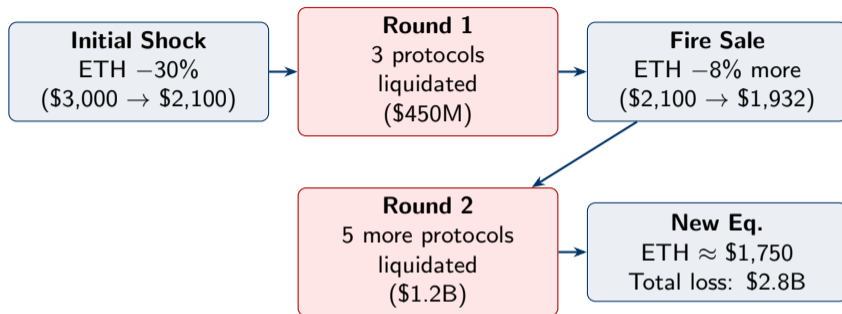 Initial Shock
ETH −30%
($3,000 → $2,100)
Round 1
3 protocols
liquidated
($450M)
Fire Sale
ETH −8% more
($2,100 → $1,932)
Round 2
5 more protocols
liquidated
($1.2B)
New Eq.
ETH ≈ $1,750
Total loss: $2.8B